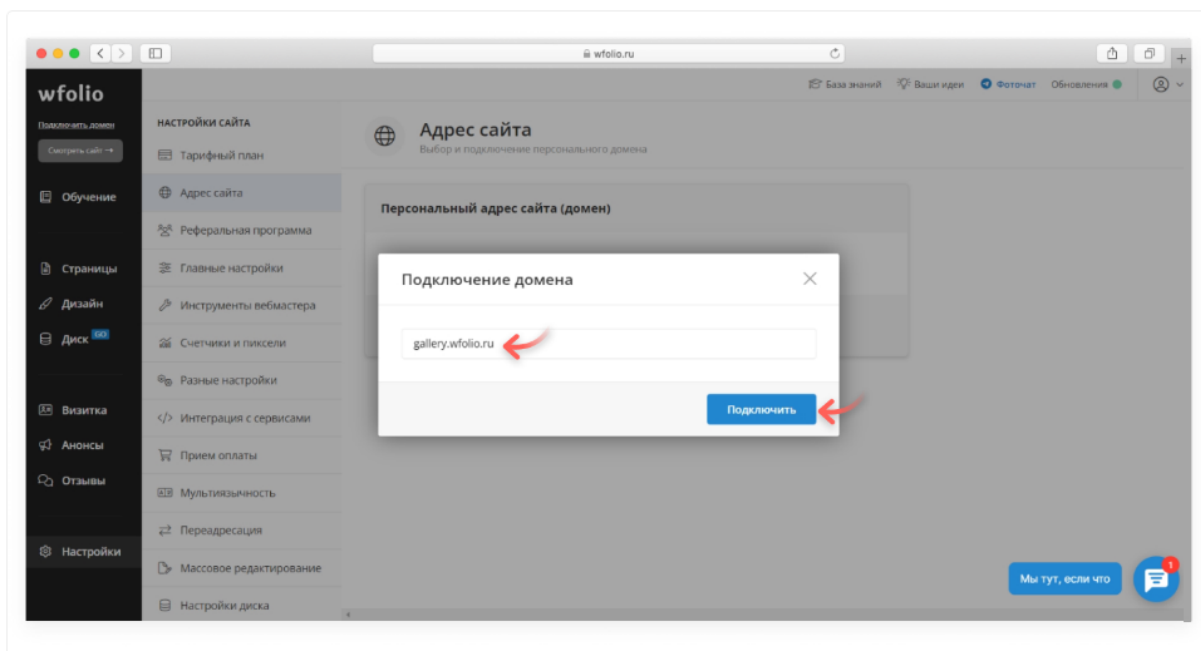 wfolio.ru
wfolio
Подключить домен
Смотреть сайт →
Обучение
Страницы
Дизайн
Диск GO
Визитка
Анонсы
Отзывы
Настройки
НАСТРОЙКИ САЙТА
Тарифный план
Адрес сайта
Реферальная программа
Главные настройки
Инструменты вебмастера
Счетчики и пиксели
Разные настройки
Интеграция с сервисами
Прием оплаты
Мультиязычность
Переадресация
Массовое редактирование
Настройки диска
База знаний Ваши идеи Фоточат Обновления
Адрес сайта
Выбор и подключение персонального домена
Персональный адрес сайта (домен)
Подключение домена
gallery.wfolio.ru
Подключить
Мы тут, если что
1